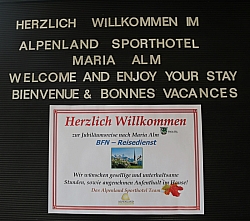 HERZLICH WILLKOMMEN IM
ALPENLAND SPORTHOTEL
MARIA ALM
WELCOME AND ENJOY YOUR STAY
BIENVENUE & BONNES VACANCES
Herzlich Willkommen
zur Jubiläumsreise nach Maria Alm
BFN - Reisedienst
Wir wünschen gesellige und unterhaltsame
Stunden, sowie angenehmen Aufenthalt im Hause!
Das Alpenland Sporthotel Team